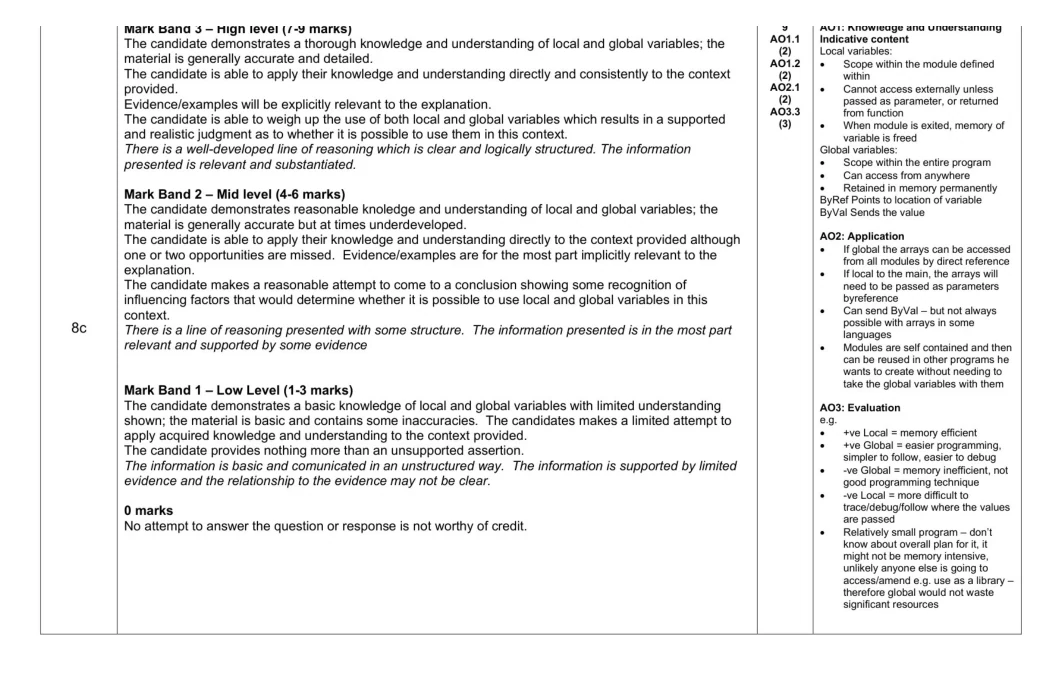 8c
Mark Band 3 – High level (7-9 marks)
The candidate demonstrates a thorough knowledge and understanding of local and global variables; the
material is generally accurate and detailed.
The candidate is able to apply their knowledge and understanding directly and consistently to the context
provided.
Evidence/examples will be explicitly relevant to the explanation.
The candidate is able to weigh up the use of both local and global variables which results in a supported
and realistic judgment as to whether it is possible to use them in this context.
There is a well-developed line of reasoning which is clear and logically structured. The information
presented is relevant and substantiated.
Mark Band 2 – Mid level (4-6 marks)
The candidate demonstrates reasonable knoledge and understanding of local and global variables; the
material is generally accurate but at times underdeveloped.
The candidate is able to apply their knowledge and understanding directly to the context provided although
one or two opportunities are missed. Evidence/examples are for the most part implicitly relevant to the
explanation.
The candidate makes a reasonable attempt to come to a conclusion showing some recognition of
influencing factors that would determine whether it is possible to use local and global variables in this
context.
There is a line of reasoning presented with some structure. The information presented is in the most part
relevant and supported by some evidence
Mark Band 1 – Low Level (1-3 marks)
The candidate demonstrates a basic knowledge of local and global variables with limited understanding
shown; the material is basic and contains some inaccuracies. The candidates makes a limited attempt to
apply acquired knowledge and understanding to the context provided.
The candidate provides nothing more than an unsupported assertion.
The information is basic and comunicated in an unstructured way. The information is supported by limited
evidence and the relationship to the evidence may not be clear.
0 marks
No attempt to answer the question or response is not worthy of credit.
9
AO1.1
(2)
AO1.2
(2)
AO2.1
(2)
AO3.3
(3)
AO1: Knowledge and Understanding
Indicative content
Local variables:
• Scope within the module defined
within
• Cannot access externally unless
passed as parameter, or returned
from function
• When module is exited, memory of
variable is freed
Global variables:
• Scope within the entire program
• Can access from anywhere
• Retained in memory permanently
ByRef Points to location of variable
ByVal Sends the value
AO2: Application
• If global the arrays can be accessed
from all modules by direct reference
• If local to the main, the arrays will
need to be passed as parameters
byreference
• Can send ByVal – but not always
possible with arrays in some
languages
• Modules are self contained and then
can be reused in other programs he
wants to create without needing to
take the global variables with them
AO3: Evaluation
e.g.
• +ve Local = memory efficient
• +ve Global = easier programming,
simpler to follow, easier to debug
• -ve Global = memory inefficient, not
good programming technique
• -ve Local = more difficult to
trace/debug/follow where the values
are passed
• Relatively small program – don't
know about overall plan for it, it
might not be memory intensive,
unlikely anyone else is going to
access/amend e.g. use as a library –
therefore global would not waste
significant resources